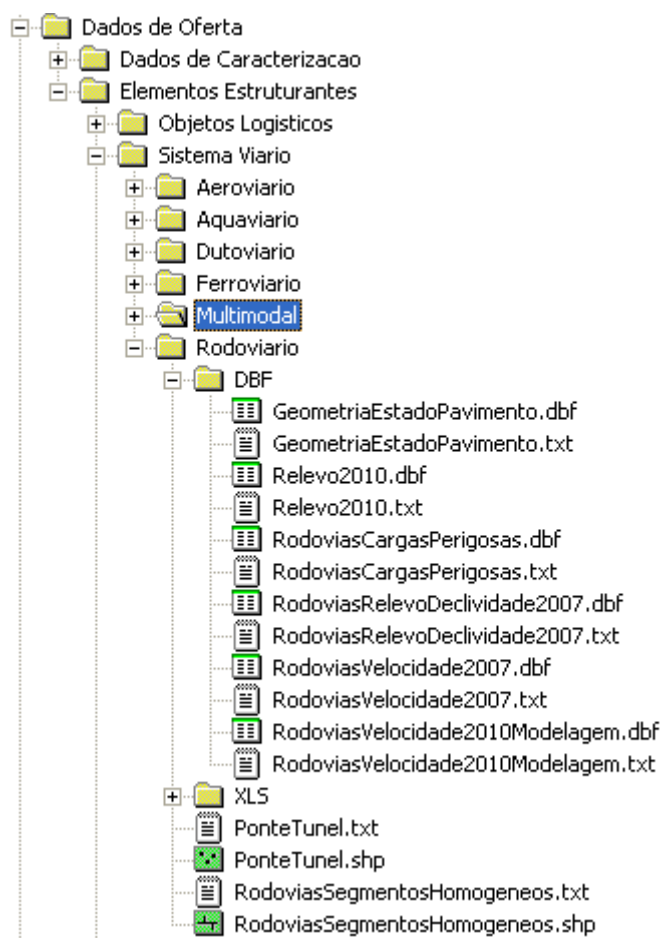 Dados de Oferta
Dados de Caracterizacao
Elementos Estruturantes
Objetos Logisticos
Sistema Viario
Aeroviario
Aquaviario
Dutoviario
Ferroviario
Multimodal
Rodoviario
DBF
GeometriaEstadoPavimento.dbf
GeometriaEstadoPavimento.txt
Relevo2010.dbf
Relevo2010.txt
RodoviasCargasPerigosas.dbf
RodoviasCargasPerigosas.txt
RodoviasRelevoDeclividade2007.dbf
RodoviasRelevoDeclividade2007.txt
RodoviasVelocidade2007.dbf
RodoviasVelocidade2007.txt
RodoviasVelocidade2010Modelagem.dbf
RodoviasVelocidade2010Modelagem.txt
XLS
PonteTunel.txt
PonteTunel.shp
RodoviasSegmentosHomogeneos.txt
RodoviasSegmentosHomogeneos.shp